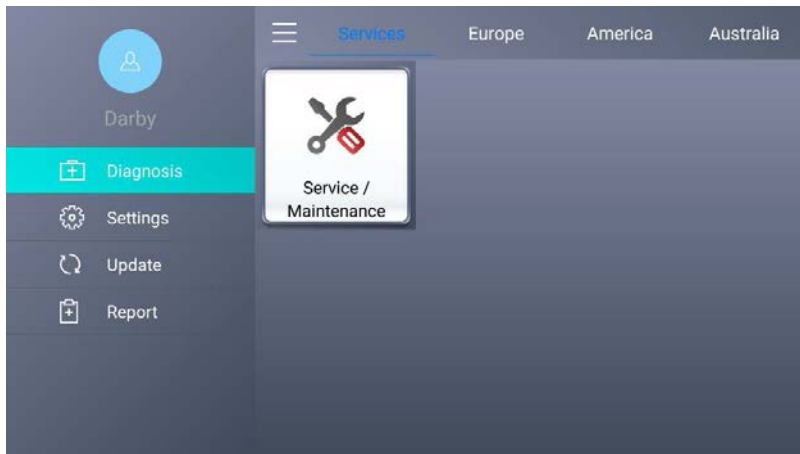 Services Europe America Australia
Darby
Diagnosis
Settings
Update
Report
Service /
Maintenance